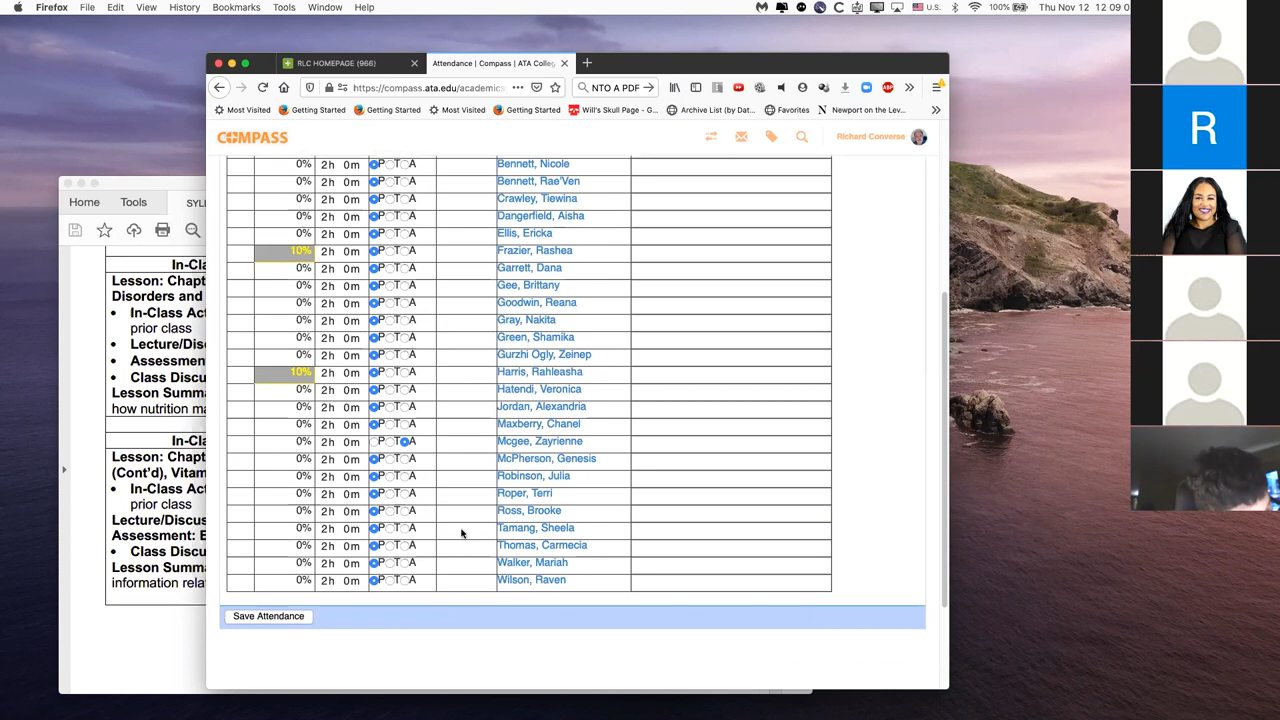 Firefox File Edit View History Bookmarks Tools Window Help U.S. 100% Thu Nov 12 12 09 0
RLC HOMEPAGE (966) Attendance | Compass | ATA Colleg
https://compass.ata.edu/academics NTO A PDF ABP
Most Visited Getting Started Getting Started Most Visited Getting Started Will's Skull Page - G... Archive List (by Dat... Favorites Newport on the Lev...
COMPASS Richard Converse
R
Home Tools SYL
In-Cla
Lesson: Chapt
Disorders and
• In-Class Act
prior class
• Lecture/Disc
• Assessment
• Class Discu
Lesson Summa
how nutrition ma
In-Cla
Lesson: Chapt
(Cont'd), Vitam
• In-Class Act
prior class
Lecture/Discus
Assessment: E
• Class Discu
Lesson Summa
information rela
0% 2h 0m P T A Bennett, Nicole
0% 2h 0m P T A Bennett, Rae'Ven
0% 2h 0m P T A Crawley, Tiewina
0% 2h 0m P T A Dangerfield, Aisha
0% 2h 0m P T A Ellis, Ericka
10% 2h 0m P T A Frazier, Rashea
0% 2h 0m P T A Garrett, Dana
0% 2h 0m P T A Gee, Brittany
0% 2h 0m P T A Goodwin, Reana
0% 2h 0m P T A Gray, Nakita
0% 2h 0m P T A Green, Shamika
0% 2h 0m P T A Gurzhi Ogly, Zeinep
10% 2h 0m P T A Harris, Rahleasha
0% 2h 0m P T A Hatendi, Veronica
0% 2h 0m P T A Jordan, Alexandria
0% 2h 0m P T A Maxberry, Chanel
0% 2h 0m P T A Mcgee, Zayrienne
0% 2h 0m P T A McPherson, Genesis
0% 2h 0m P T A Robinson, Julia
0% 2h 0m P T A Roper, Terri
0% 2h 0m P T A Ross, Brooke
0% 2h 0m P T A Tamang, Sheela
0% 2h 0m P T A Thomas, Carmecia
0% 2h 0m P T A Walker, Mariah
0% 2h 0m P T A Wilson, Raven
Save Attendance